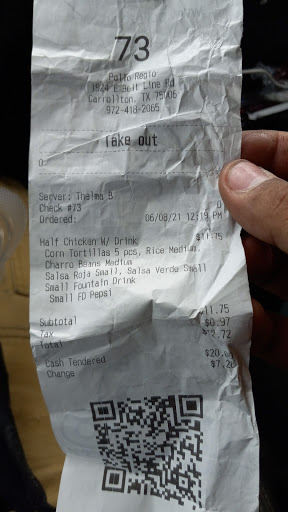 73
Pollo Regio
1924 E Belt Line Rd
Carrollton, TX 75006
972-418-2065
Take out
0
Server: Thelma B
Check #73 0
Ordered: 06/08/21 12:19 PM
Half Chicken W/ Drink $11.75
Corn Tortillas 5 pcs, Rice Medium,
Charro Beans Medium
Salsa Roja Small, Salsa Verde Small
Small Fountain Drink
Small FD Pepsi
Subtotal $11.75
Tax $0.97
Total $12.72
Cash Tendered $20.
Change $7.28